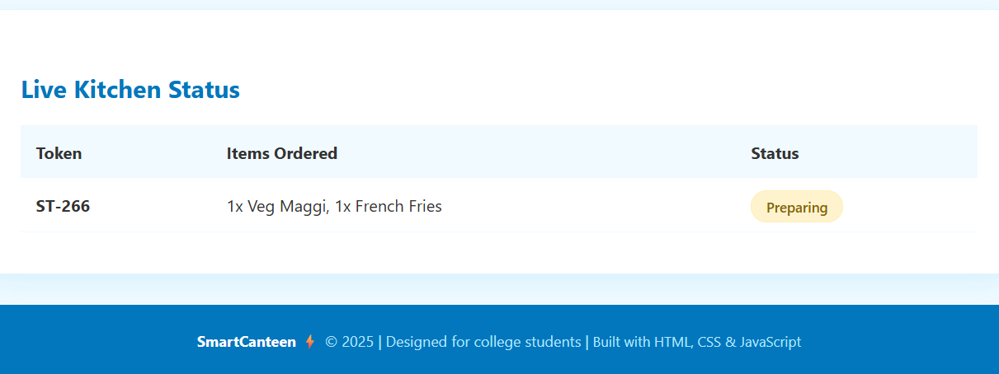 Live Kitchen Status
Token Items Ordered Status
ST-266 1x Veg Maggi, 1x French Fries Preparing
SmartCanteen ⚡ © 2025 | Designed for college students | Built with HTML, CSS & JavaScript